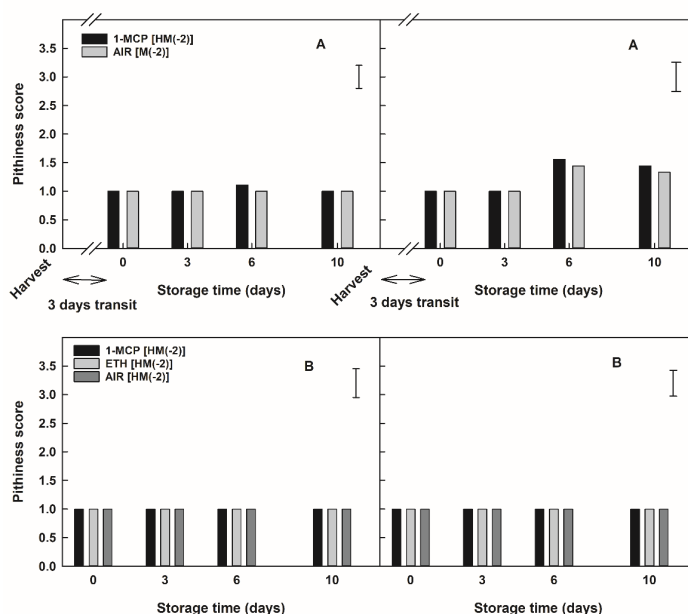 1-MCP [HM(-2)]
AIR [M(-2)]
A
A
Pithiness score
4.0
3.5
3.0
2.5
2.0
1.5
1.0
0.5
0.0
0 3 6 10 0 3 6 10
Harvest
3 days transit
Storage time (days)
Harvest
3 days transit
Storage time (days)
1-MCP [HM(-2)]
ETH [HM(-2)]
AIR [HM(-2)]
B
B
Pithiness score
3.5
3.0
2.5
2.0
1.5
1.0
0.5
0.0
0 3 6 10 0 3 6 10
Storage time (days) Storage time (days)